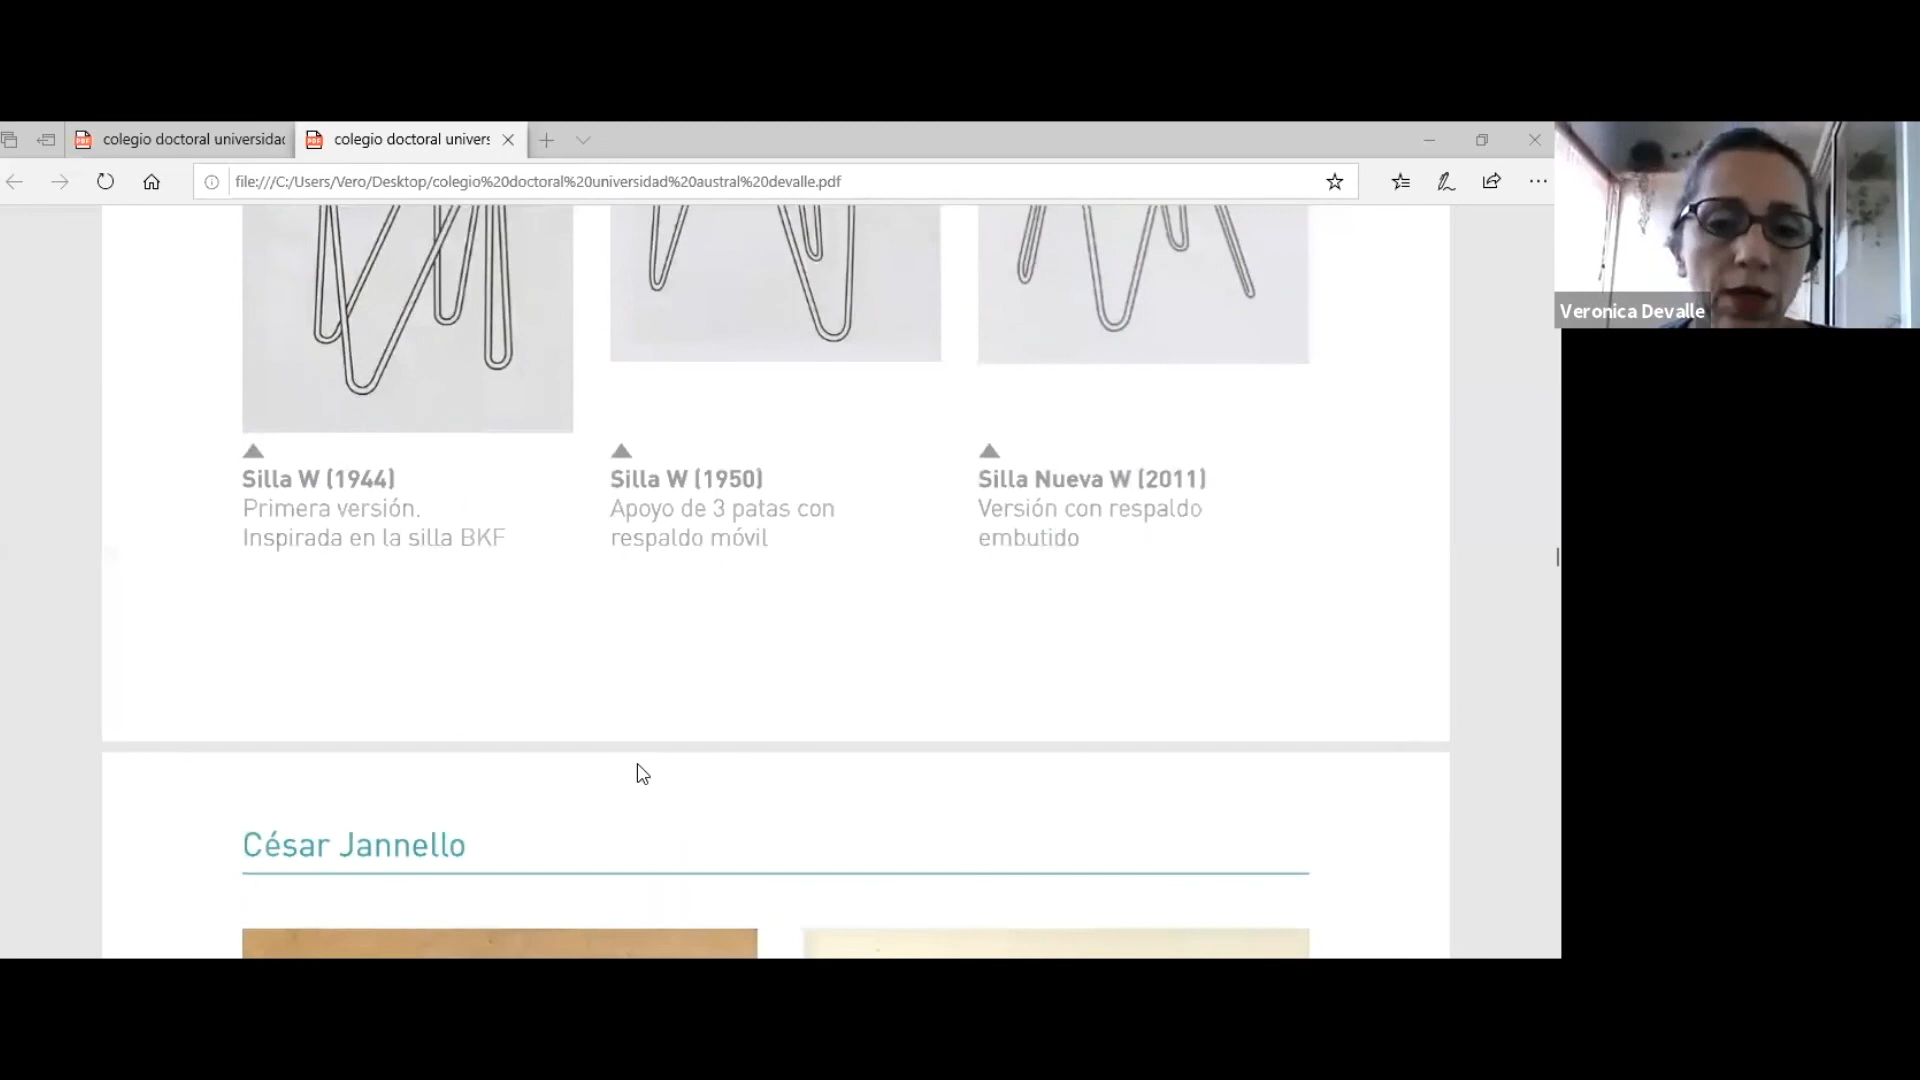 colegio doctoral universidad
colegio doctoral univers
file:///C:/Users/Vero/Desktop/colegio%20doctoral%20universidad%20austral%20devalle.pdf
Veronica Devalle
Silla W (1944)
Primera versión.
Inspirada en la silla BKF
Silla W (1950)
Apoyo de 3 patas con
respaldo móvil
Silla Nueva W (2011)
Versión con respaldo
embutido
César Jannello